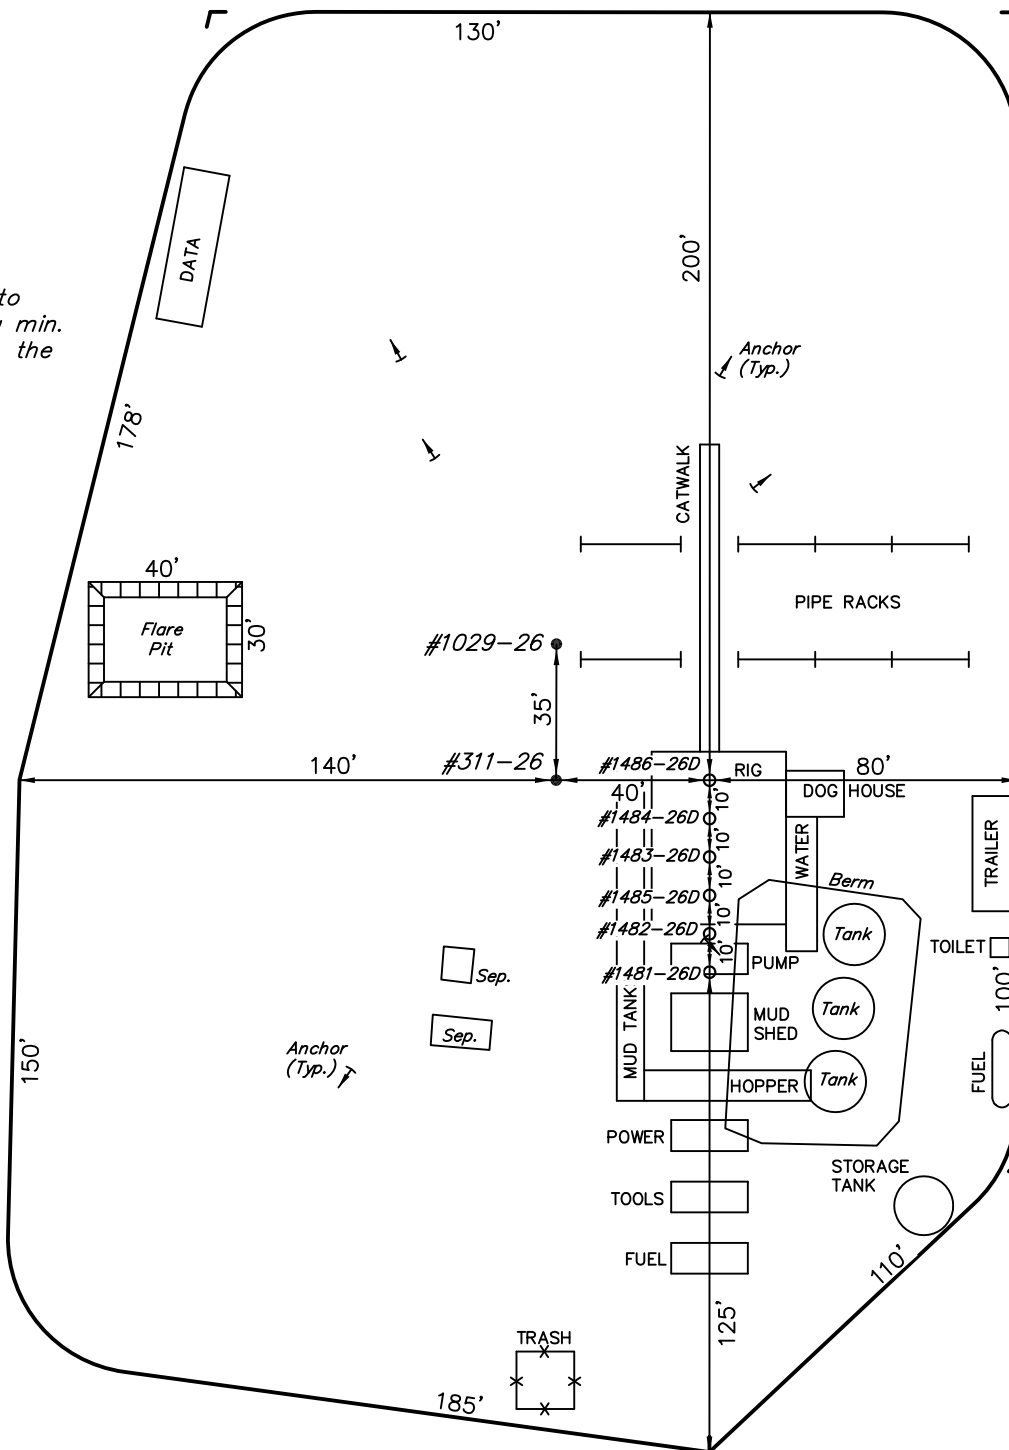 130'
DATA
200'
to
min.
the
Anchor
(Typ.)
178'
CATWALK
40'
Flare
Pit
30'
PIPE RACKS
#1029-26
35'
140'
#311-26
#1486-26D
RIG
80'
40'
10'
DOG HOUSE
#1484-26D
10'
#1483-26D
WATER
TRAILER
10'
Berm
#1485-26D
10'
#1482-26D
Tank
TOILET
10'
PUMP
#1481-26D
Sep.
100'
MUD TANK
MUD
SHED
Tank
Sep.
150'
Anchor
(Typ.)
FUEL
HOPPER
Tank
POWER
STORAGE
TANK
TOOLS
FUEL
110'
125'
TRASH
185'